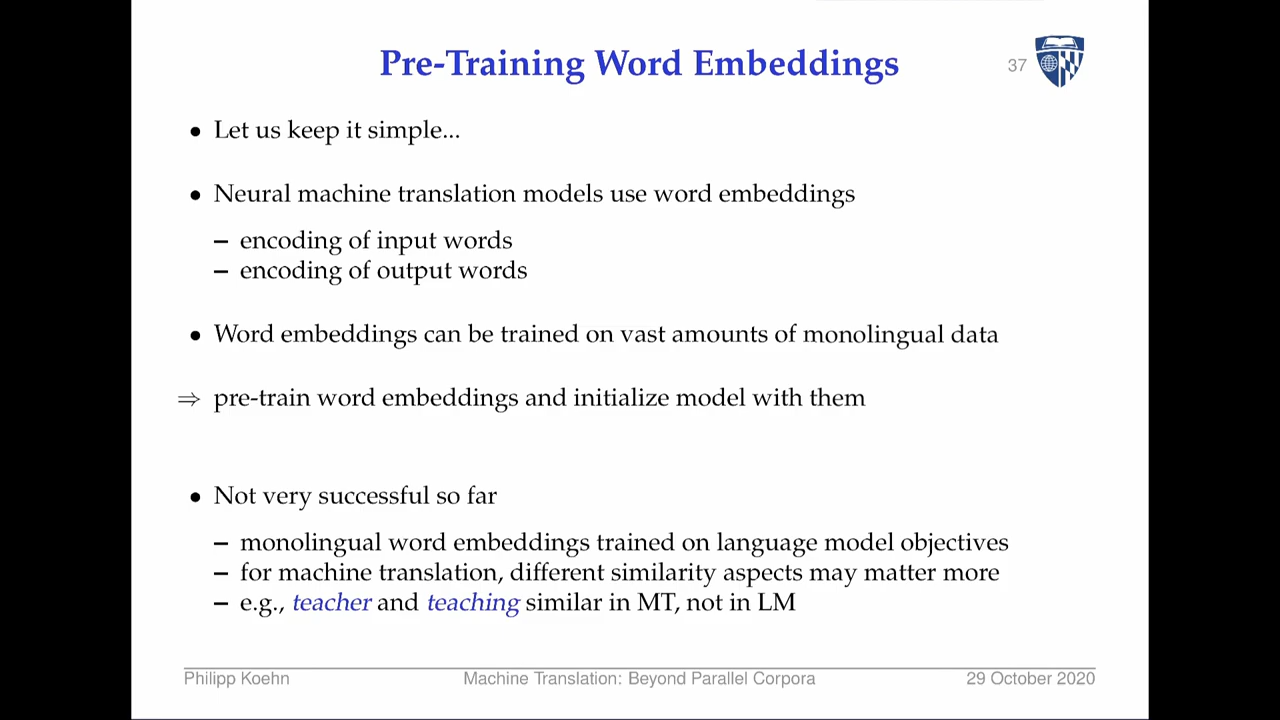 Pre-Training Word Embeddings
37
• Let us keep it simple...
• Neural machine translation models use word embeddings
– encoding of input words
– encoding of output words
• Word embeddings can be trained on vast amounts of monolingual data
⇒ pre-train word embeddings and initialize model with them
• Not very successful so far
– monolingual word embeddings trained on language model objectives
– for machine translation, different similarity aspects may matter more
– e.g., teacher and teaching similar in MT, not in LM
Philipp Koehn Machine Translation: Beyond Parallel Corpora 29 October 2020